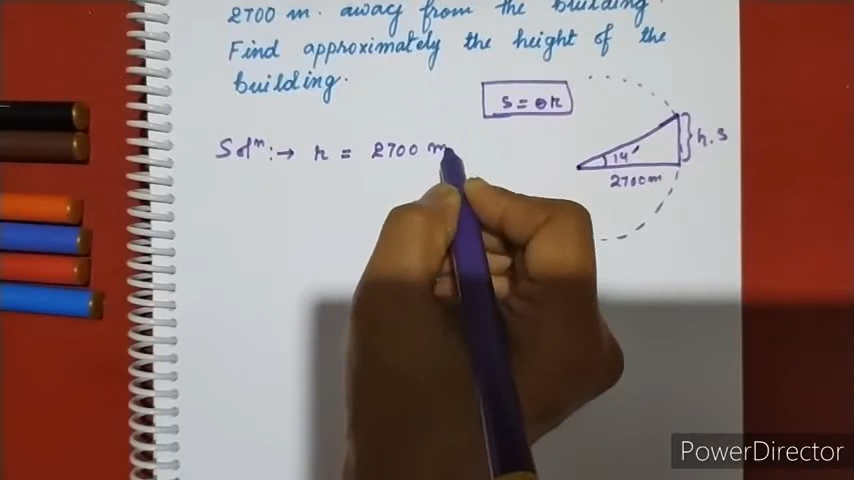 2700 m. away from the building.
Find approximately the height of the
building.
s = θr
Solⁿ:→ r = 2700 m
14'
h.s
2700m
PowerDirector